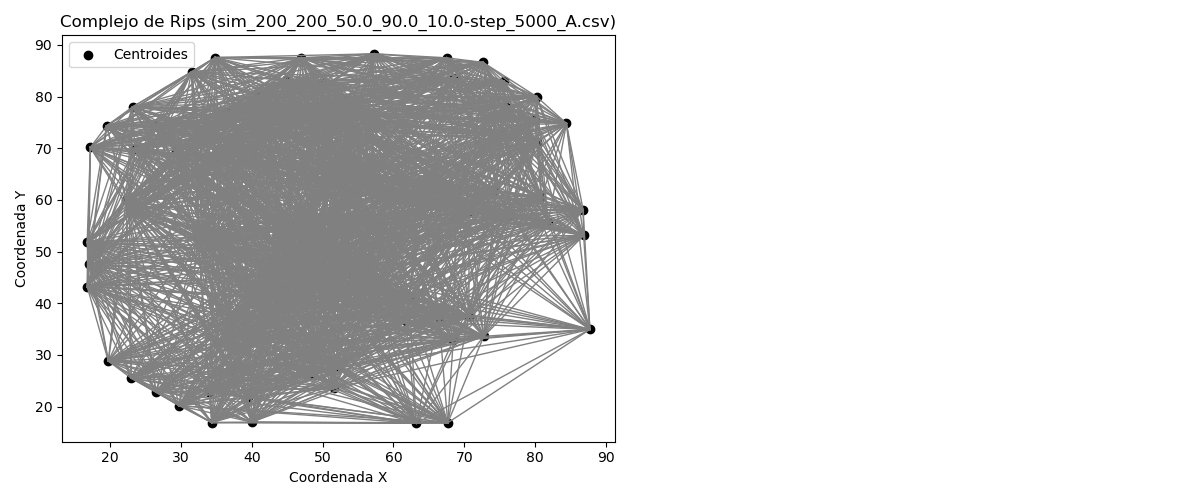 Complejo de Rips (sim_200_200_50.0_90.0_10.0-step_5000_A.csv)
Centroides
90
80
70
60
50
40
30
20
Coordenada Y
20 30 40 50 60 70 80 90
Coordenada X